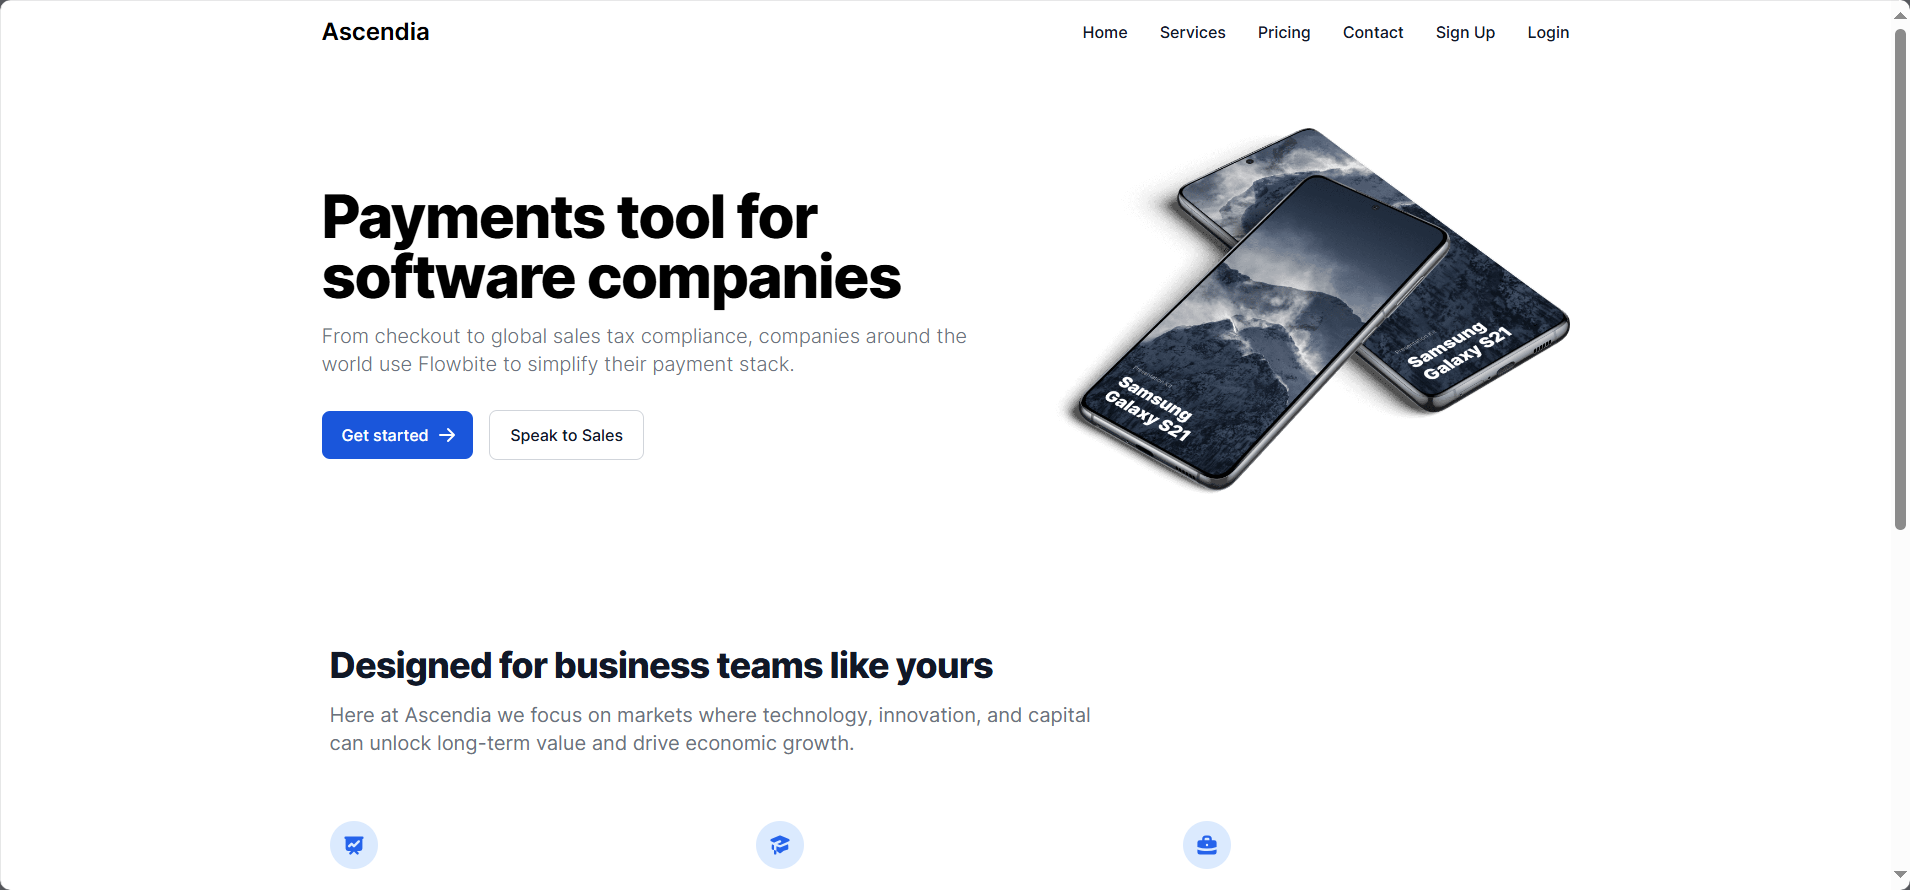 Ascendia
Home Services Pricing Contact Sign Up Login
Payments tool for
software companies
From checkout to global sales tax compliance, companies around the
world use Flowbite to simplify their payment stack.
Get started
Speak to Sales
Samsung
Galaxy S21
Samsung
Galaxy S21
Designed for business teams like yours
Here at Ascendia we focus on markets where technology, innovation, and capital
can unlock long-term value and drive economic growth.